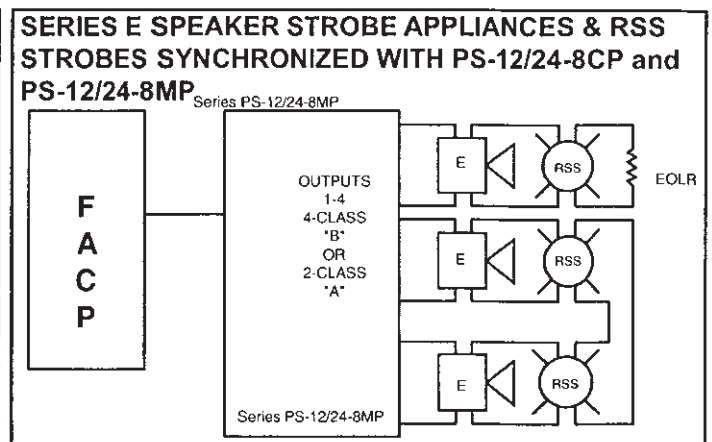 SERIES E SPEAKER STROBE APPLIANCES & RSS
STROBES SYNCHRONIZED WITH PS-12/24-8CP and
PS-12/24-8MP
Series PS-12/24-8MP
F
A
C
P
OUTPUTS
1-4
4-CLASS
"B"
OR
2-CLASS
"A"
Series PS-12/24-8MP
E
RSS
EOLR
E
RSS
E
RSS